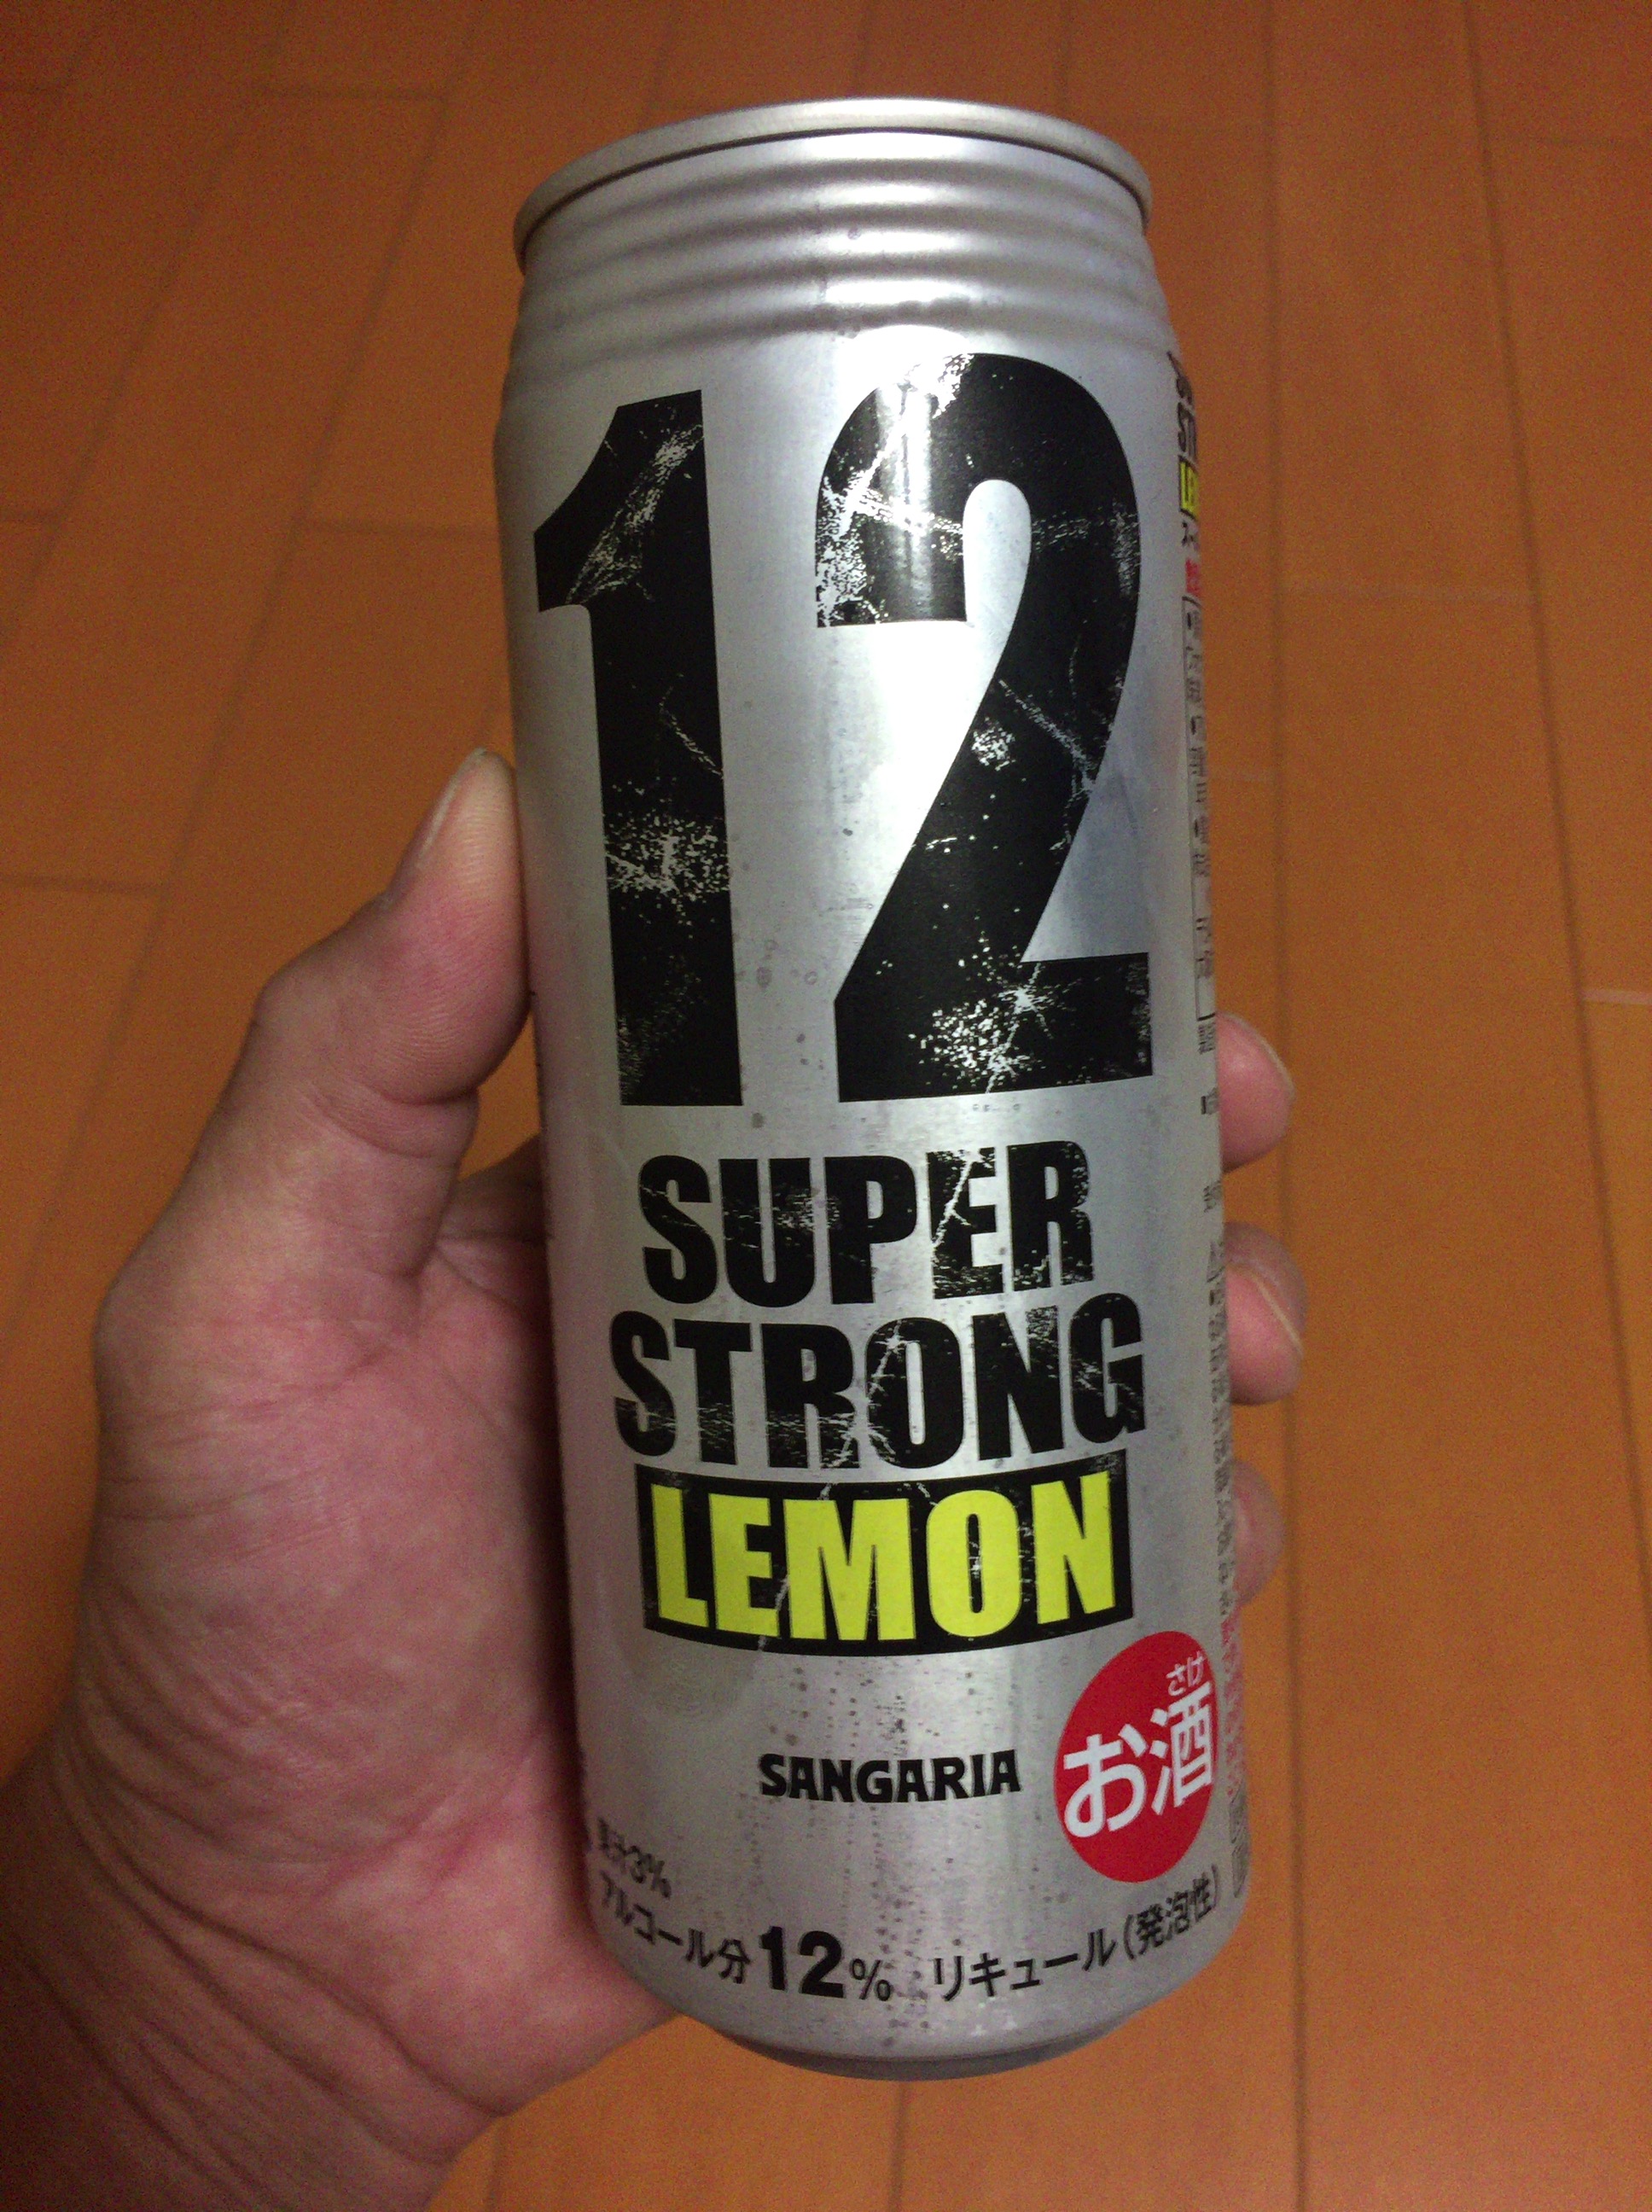 12
SUPER
STRONG
LEMON
さけ
お酒
SANGARIA
果汁3%
アルコール分12% リキュール(発泡性)